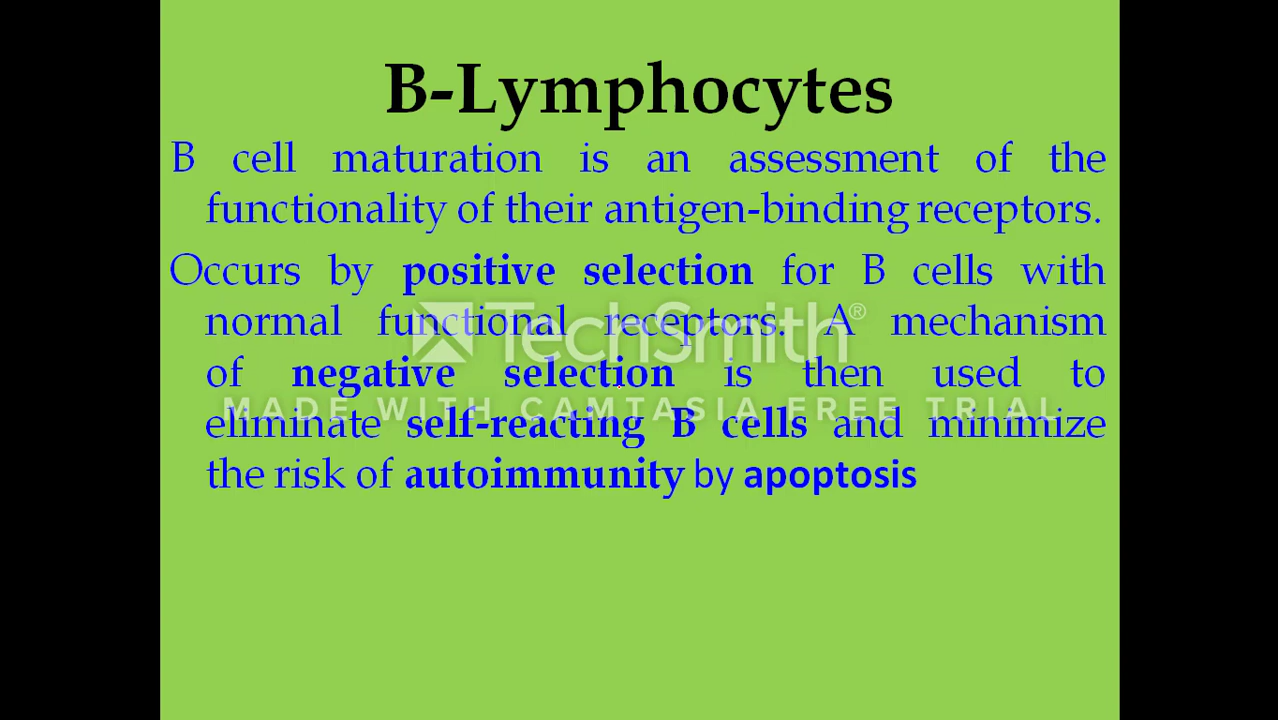 B-Lymphocytes
B cell maturation is an assessment of the
functionality of their antigen-binding receptors.
Occurs by positive selection for B cells with
normal functional receptors. A mechanism
of negative selection is then used to
eliminate self-reacting B cells and minimize
the risk of autoimmunity by apoptosis
TechSmith®
MADE WITH CAMTASIA FREE TRIAL